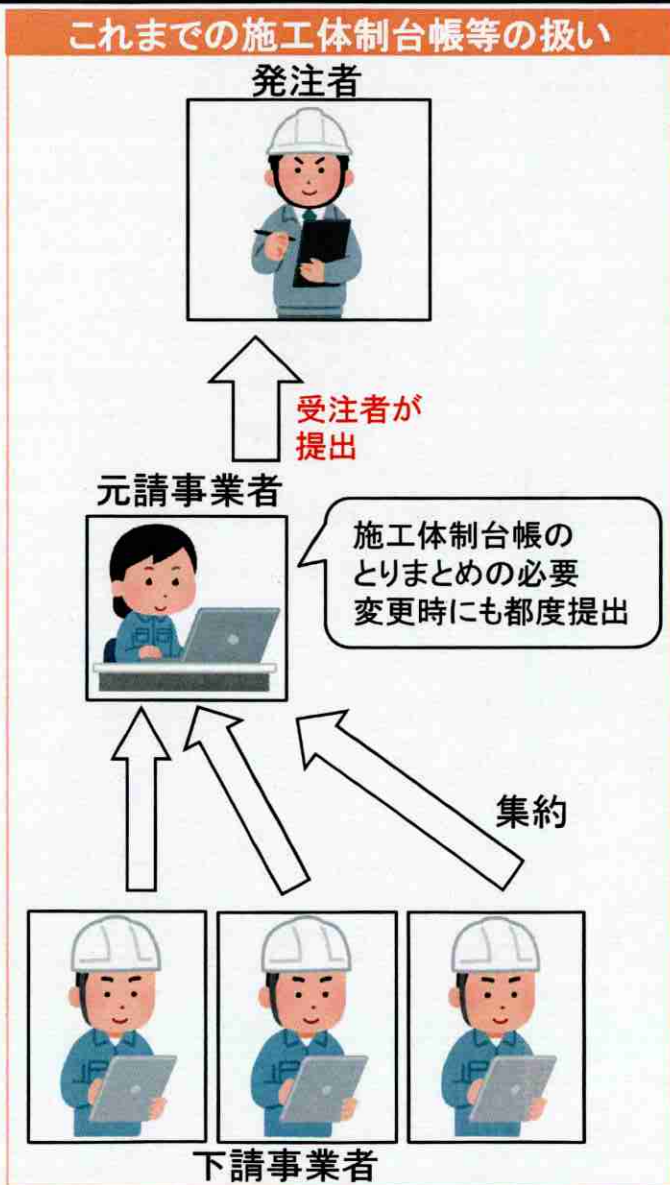 これまでの施工体制台帳等の扱い
発注者
受注者が
提出
元請事業者
施工体制台帳の
とりまとめの必要
変更時にも都度提出
集約
下請事業者